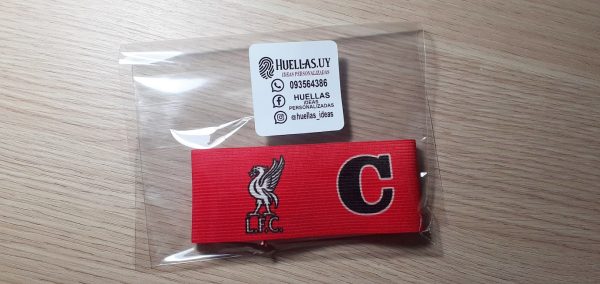 HUELLAS.UY
IDEAS PERSONALIZADAS
093564386
HUELLAS
IDEAS
PERSONALIZADAS
@huellas_ideas
L.F.C.
C